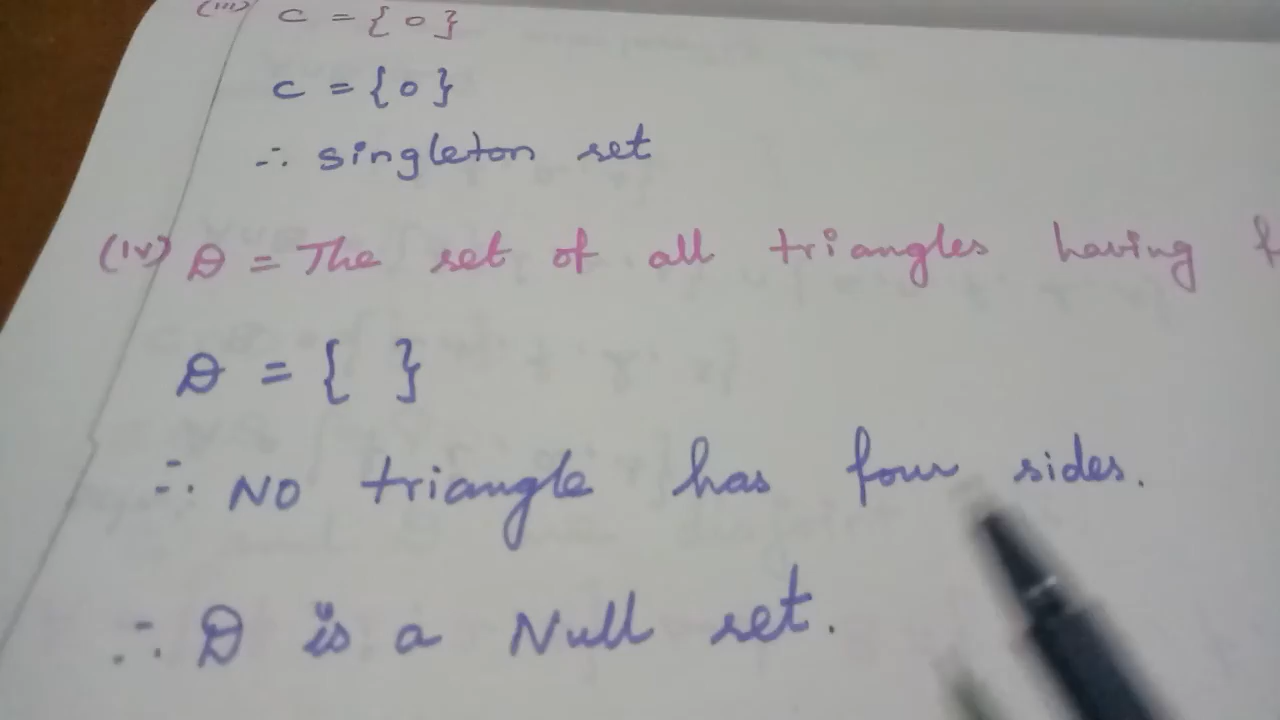 (iii) C = { 0 }
C = { 0 }
∴ singleton set
(iv) D = The set of all triangles having
D = { }
∴ NO triangle has four sides.
∴ D is a Null set.